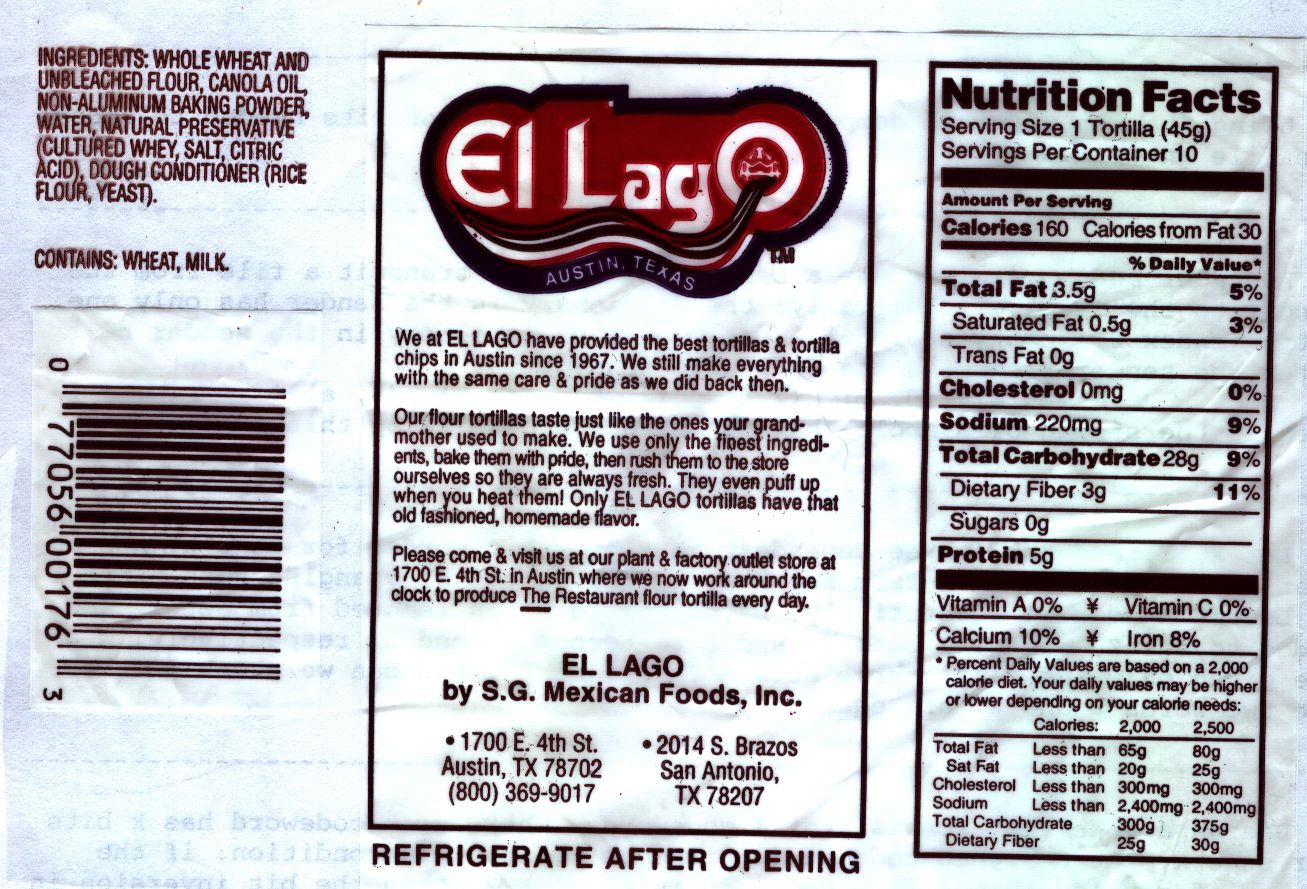 INGREDIENTS: WHOLE WHEAT AND
UNBLEACHED FLOUR, CANOLA OIL,
NON-ALUMINUM BAKING POWDER,
WATER, NATURAL PRESERVATIVE
(CULTURED WHEY, SALT, CITRIC
ACID), DOUGH CONDITIONER (RICE
FLOUR, YEAST).
CONTAINS: WHEAT, MILK.
0 77056 00176 3
El Lago
TM
AUSTIN, TEXAS
We at EL LAGO have provided the best tortillas & tortilla
chips in Austin since 1967. We still make everything
with the same care & pride as we did back then.
Our flour tortillas taste just like the ones your grand-
mother used to make. We use only the finest ingredi-
ents, bake them with pride, then rush them to the store
ourselves so they are always fresh. They even puff up
when you heat them! Only EL LAGO tortillas have that
old fashioned, homemade flavor.
Please come & visit us at our plant & factory outlet store at
1700 E. 4th St. in Austin where we now work around the
clock to produce The Restaurant flour tortilla every day.
EL LAGO
by S.G. Mexican Foods, Inc.
• 1700 E. 4th St.
Austin, TX 78702
(800) 369-9017
• 2014 S. Brazos
San Antonio,
TX 78207
REFRIGERATE AFTER OPENING
Nutrition Facts
Serving Size 1 Tortilla (45g)
Servings Per Container 10
Amount Per Serving
Calories 160 Calories from Fat 30
% Daily Value*
Total Fat 3.5g 5%
Saturated Fat 0.5g 3%
Trans Fat 0g
Cholesterol 0mg 0%
Sodium 220mg 9%
Total Carbohydrate 28g 9%
Dietary Fiber 3g 11%
Sugars 0g
Protein 5g
Vitamin A 0% ¥ Vitamin C 0%
Calcium 10% ¥ Iron 8%
* Percent Daily Values are based on a 2,000
calorie diet. Your daily values may be higher
or lower depending on your calorie needs:
Calories: 2,000 2,500
Total Fat Less than 65g 80g
Sat Fat Less than 20g 25g
Cholesterol Less than 300mg 300mg
Sodium Less than 2,400mg 2,400mg
Total Carbohydrate 300g 375g
Dietary Fiber 25g 30g